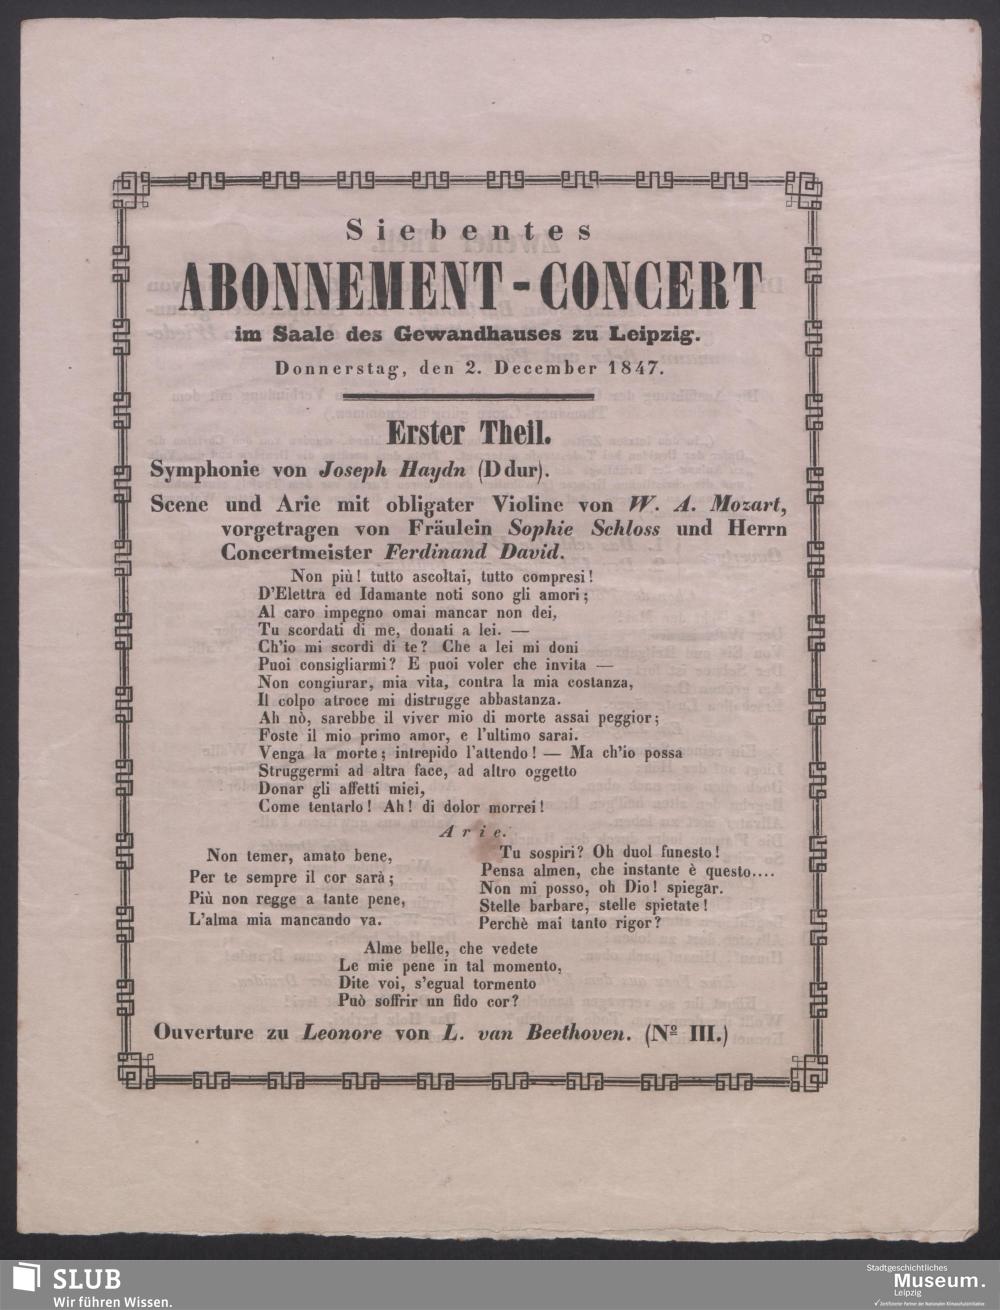 Siebentes
ABONNEMENT-CONCERT
im Saale des Gewandhauses zu Leipzig.
Donnerstag, den 2. December 1847.
Erster Theil.
Symphonie von Joseph Haydn (D dur).
Scene und Arie mit obligater Violine von W. A. Mozart,
vorgetragen von Fräulein Sophie Schloss und Herrn
Concertmeister Ferdinand David.
Non più! tutto ascoltai, tutto compresi!
D'Elettra ed Idamante noti sono gli amori;
Al caro impegno omai mancar non dei,
Tu scordati di me, donati a lei. —
Ch'io mi scordi di te? Che a lei mi doni
Puoi consigliarmi? E puoi voler che invita —
Non congiurar, mia vita, contra la mia costanza,
Il colpo atroce mi distrugge abbastanza.
Ah nò, sarebbe il viver mio di morte assai peggior;
Foste il mio primo amor, e l'ultimo sarai.
Venga la morte; intrepido l'attendo! — Ma ch'io possa
Struggermi ad altra face, ad altro oggetto
Donar gli affetti miei,
Come tentarlo! Ah! di dolor morrei!
Arie.
Non temer, amato bene,
Per te sempre il cor sarà;
Più non regge a tante pene,
L'alma mia mancando va.
Tu sospiri? Oh duol funesto!
Pensa almen, che instante è questo....
Non mi posso, oh Dio! spiegar.
Stelle barbare, stelle spietate!
Perchè mai tanto rigor?
Alme belle, che vedete
Le mie pene in tal momento,
Dite voi, s'egual tormento
Può soffrir un fido cor?
Ouverture zu Leonore von L. van Beethoven. (Nº III.)
SLUB
Wir führen Wissen.
Stadtgeschichtliches
Museum.
Leipzig
Zertifizierter Partner der Nationalen Klimaschutzinitiative